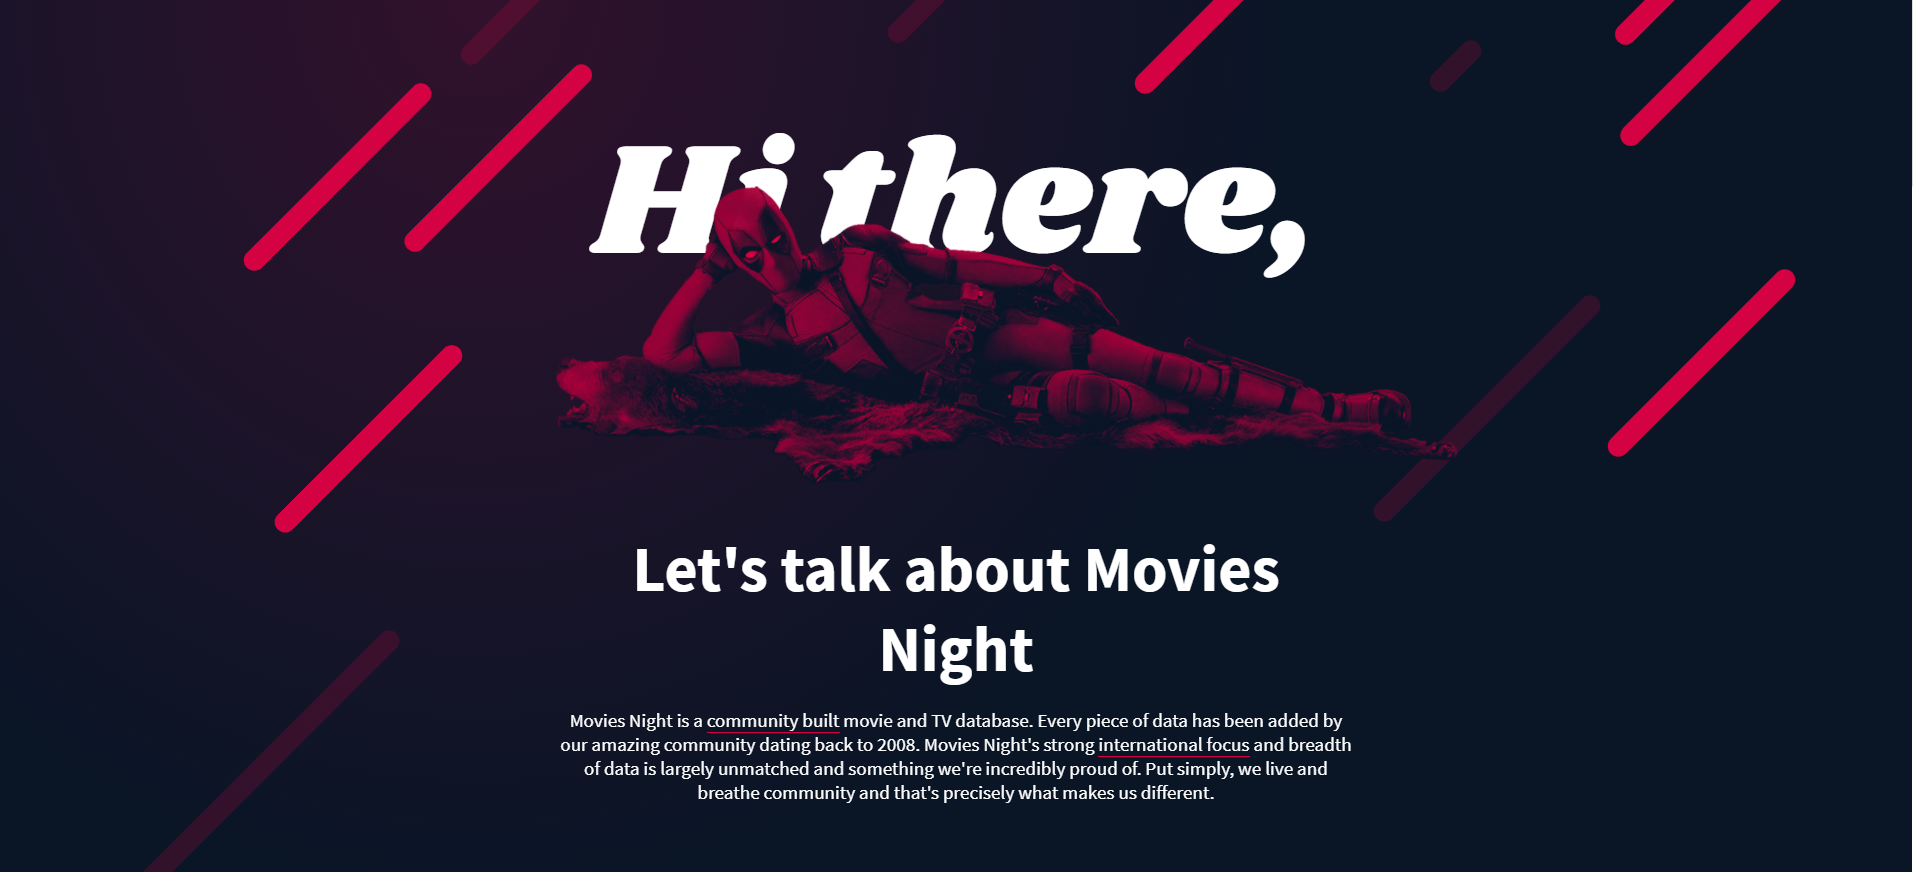 Hi there,
Let's talk about Movies
Night
Movies Night is a community built movie and TV database. Every piece of data has been added by
our amazing community dating back to 2008. Movies Night's strong international focus and breadth
of data is largely unmatched and something we're incredibly proud of. Put simply, we live and
breathe community and that's precisely what makes us different.